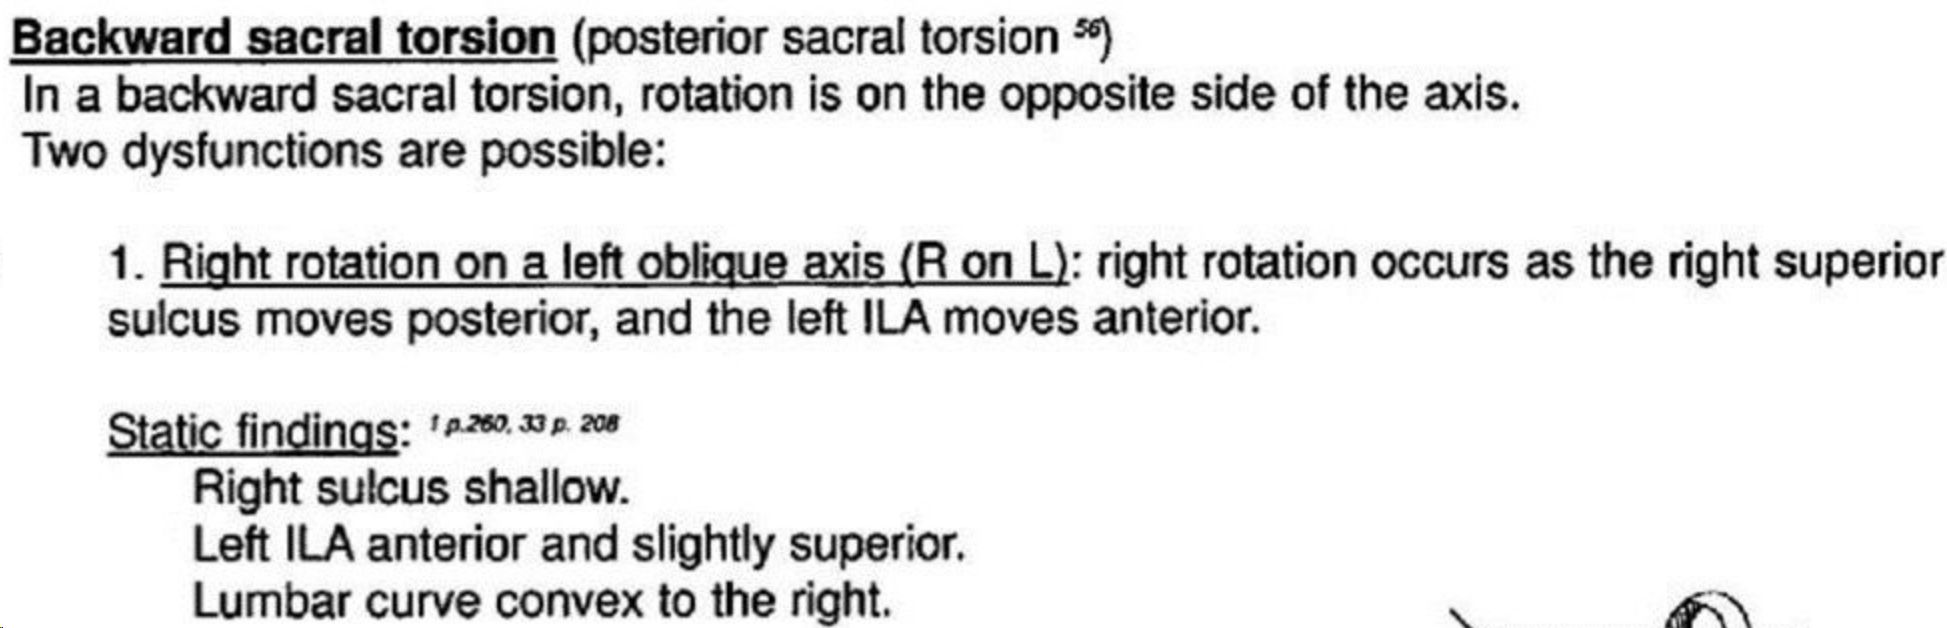 Backward sacral torsion (posterior sacral torsion 56)
In a backward sacral torsion, rotation is on the opposite side of the axis.
Two dysfunctions are possible:
1. Right rotation on a left oblique axis (R on L): right rotation occurs as the right superior
sulcus moves posterior, and the left ILA moves anterior.
Static findings: 1 p.260, 33 p. 208
Right sulcus shallow.
Left ILA anterior and slightly superior.
Lumbar curve convex to the right.